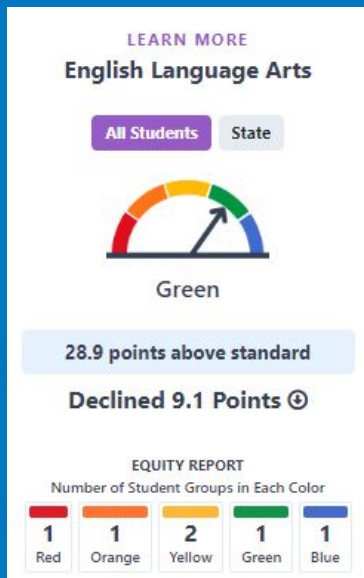 LEARN MORE
English Language Arts
All Students State
Green
28.9 points above standard
Declined 9.1 Points
EQUITY REPORT
Number of Student Groups in Each Color
1 1 2 1 1
Red Orange Yellow Green Blue